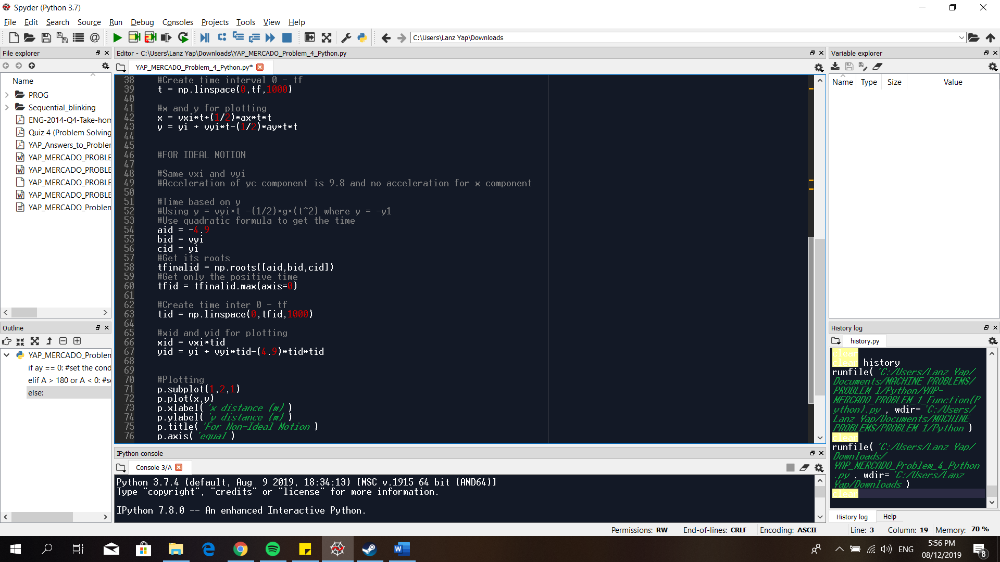 Spyder (Python 3.7)
File Edit Search Source Run Debug Consoles Projects Tools View Help
C:\Users\Lanz Yap\Downloads
File explorer
Name
PROG
Sequential_blinking
ENG-2014-Q4-Take-hom
Quiz 4 (Problem Solving
YAP_Answers_to_Probler
YAP_MERCADO_PROBLE
YAP_MERCADO_PROBLE
YAP_MERCADO_PROBLE
YAP_MERCADO_PROBLE
YAP_MERCADO_Problen
Outline
YAP_MERCADO_Problen
if ay == 0: #set the cond
elif A > 180 or A < 0: #se
else:
Editor - C:\Users\Lanz Yap\Downloads\YAP_MERCADO_Problem_4_Python.py
YAP_MERCADO_Problem_4_Python.py*
38 #Create time interval 0 - tf
39 t = np.linspace(0,tf,1000)
40
41 #x and y for plotting
42 x = vxi*t+(1/2)*ax*t*t
43 y = yi + vyi*t-(1/2)*ay*t*t
44
45
46 #FOR IDEAL MOTION
47
48 #Same vxi and vyi
49 #Acceleration of yc component is 9.8 and no acceleration for x component
50
51 #Time based on y
52 #Using y = vyi*t -(1/2)*g*(t^2) where y = -y1
53 #Use quadratic formula to get the time
54 aid = -4.9
55 bid = vyi
56 cid = yi
57 #Get its roots
58 tfinalid = np.roots([aid,bid,cid])
59 #Get only the positive time
60 tfid = tfinalid.max(axis=0)
61
62 #Create time inter 0 - tf
63 tid = np.linspace(0,tfid,1000)
64
65 #xid and yid for plotting
66 xid = vxi*tid
67 yid = yi + vyi*tid-(4.9)*tid*tid
68
69
70 #Plotting
71 p.subplot(1,2,1)
72 p.plot(x,y)
73 p.xlabel('x distance (m)')
74 p.ylabel('y distance (m)')
75 p.title('For Non-Ideal Motion')
76 p.axis('equal')
IPython console
Console 3/A
Python 3.7.4 (default, Aug 9 2019, 18:34:13) [MSC v.1915 64 bit (AMD64)]
Type "copyright", "credits" or "license" for more information.
IPython 7.8.0 -- An enhanced Interactive Python.
Variable explorer
Name Type Size Value
History log
history.py
clear
clear history
runfile('C:/Users/Lanz Yap/
Documents/MACHINE PROBLEMS/
PROBLEM 1/Python/YAP-
MERCADO_PROBLEM_1_Function(P
ython).py', wdir='C:/Users/
Lanz Yap/Documents/MACHINE
PROBLEMS/PROBLEM 1/Python')
clear
runfile('C:/Users/Lanz Yap/
Downloads/
YAP_MERCADO_Problem_4_Python
.py', wdir='C:/Users/Lanz
Yap/Downloads')
clear
History log Help
Permissions: RW End-of-lines: CRLF Encoding: ASCII Line: 3 Column: 19 Memory: 70 %
ENG
5:56 PM
08/12/2019
8